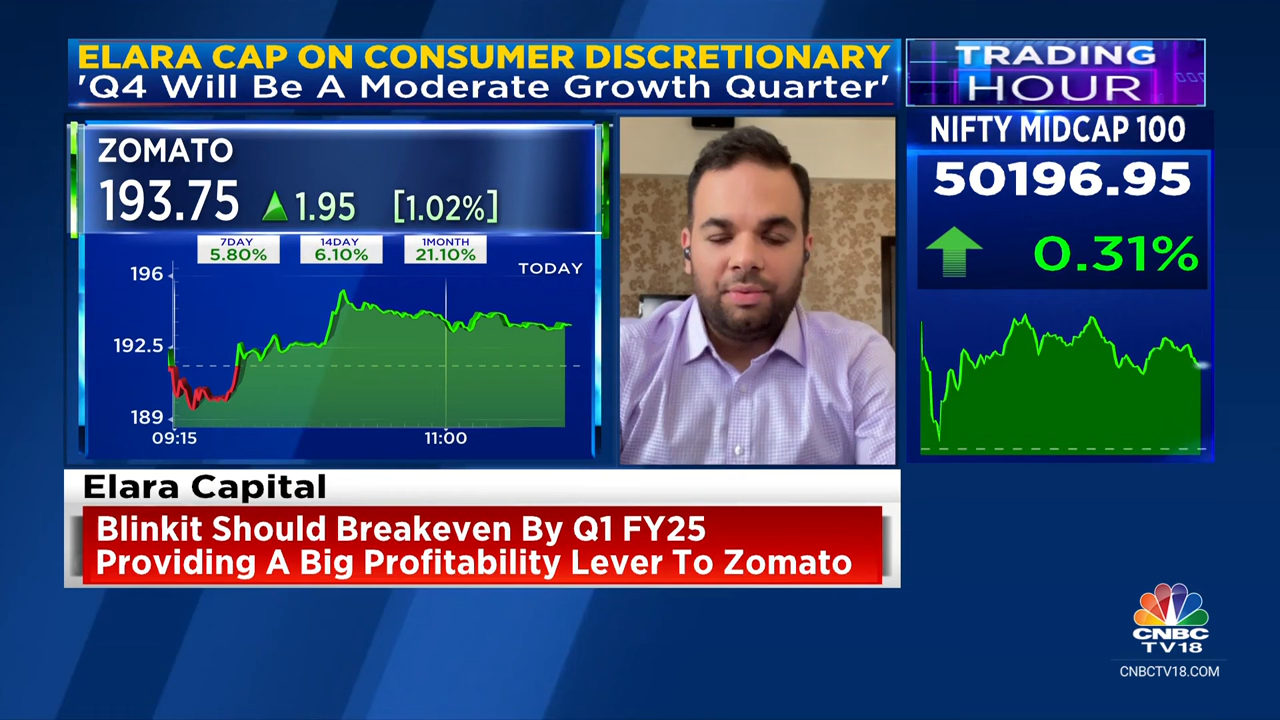 ELARA CAP ON CONSUMER DISCRETIONARY
'Q4 Will Be A Moderate Growth Quarter'
TRADING
HOUR
ZOMATO
193.75 1.95 [1.02%]
7DAY
5.80%
14DAY
6.10%
1MONTH
21.10%
TODAY
196
192.5
189
09:15
11:00
NIFTY MIDCAP 100
50196.95
0.31%
Elara Capital
Blinkit Should Breakeven By Q1 FY25
Providing A Big Profitability Lever To Zomato
CNBC
TV18
CNBCTV18.COM